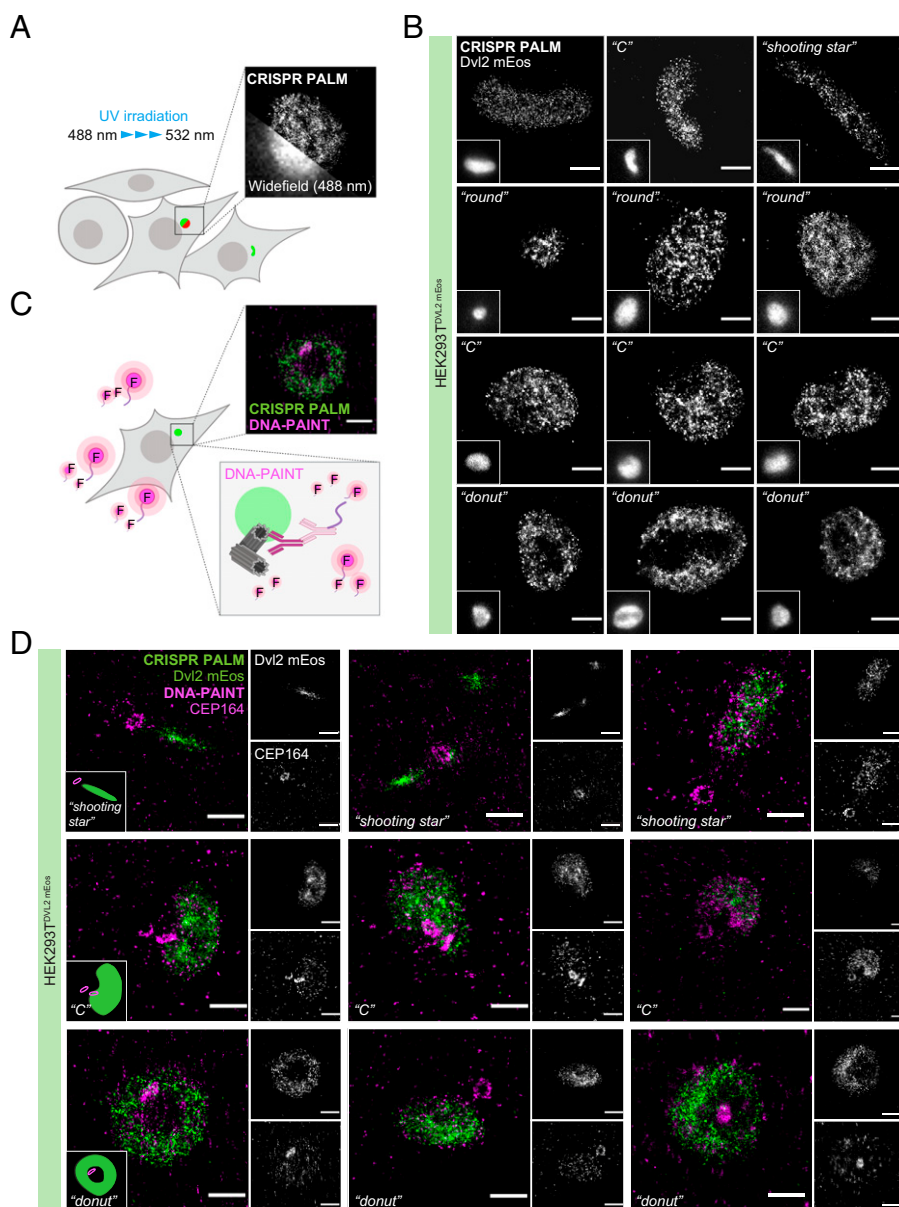 A
CRISPR PALM
UV irradiation
488 nm ►►► 532 nm
Widefield (488 nm)
B
HEK293T^DVL2 mEos
CRISPR PALM
Dvl2 mEos
"C"
"shooting star"
"round"
"round"
"round"
"C"
"C"
"C"
"donut"
"donut"
"donut"
C
F
F
F
F
F
F
F
F
F
CRISPR PALM
DNA-PAINT
DNA-PAINT
F
F
F
F
F
F
F
F
D
HEK293T^DVL2 mEos
CRISPR PALM
Dvl2 mEos
DNA-PAINT
CEP164
"shooting
star"
Dvl2 mEos
CEP164
"shooting star"
"shooting star"
"C"
"C"
"C"
"donut"
"donut"
"donut"